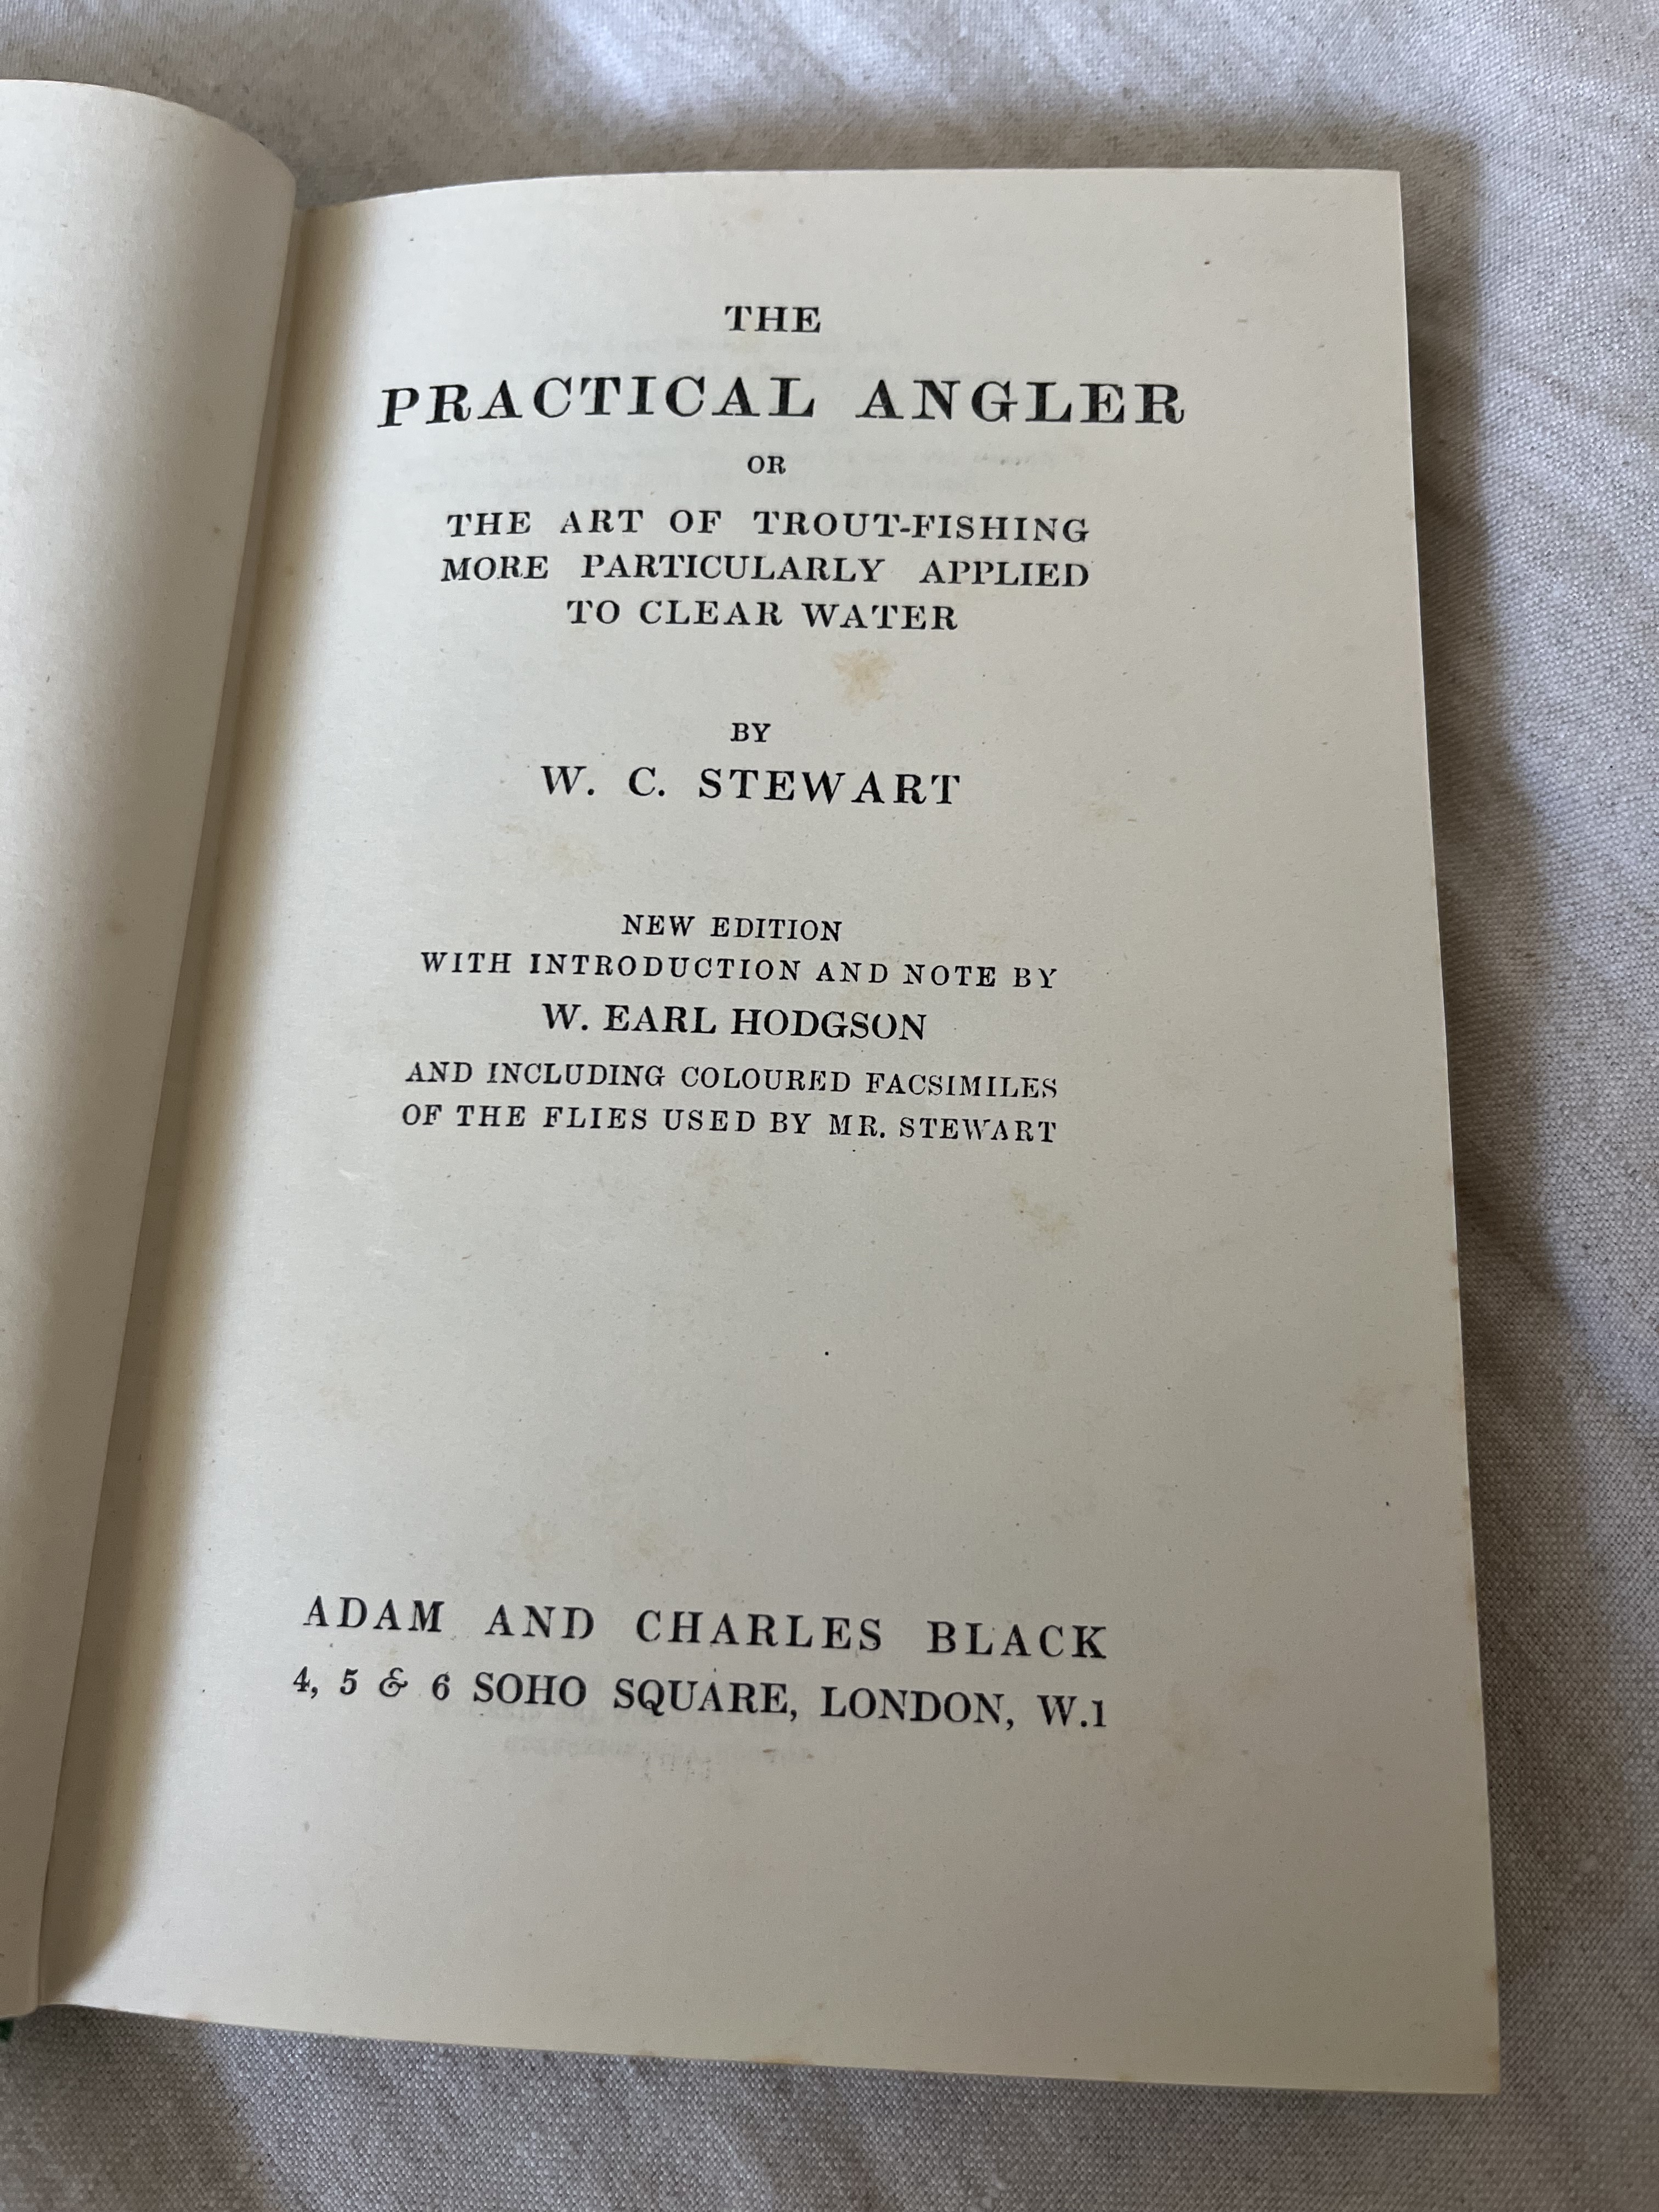 THE
PRACTICAL ANGLER
OR
THE ART OF TROUT-FISHING
MORE PARTICULARLY APPLIED
TO CLEAR WATER
BY
W. C. STEWART
NEW EDITION
WITH INTRODUCTION AND NOTE BY
W. EARL HODGSON
AND INCLUDING COLOURED FACSIMILES
OF THE FLIES USED BY MR. STEWART
ADAM AND CHARLES BLACK
4, 5 & 6 SOHO SQUARE, LONDON, W.1